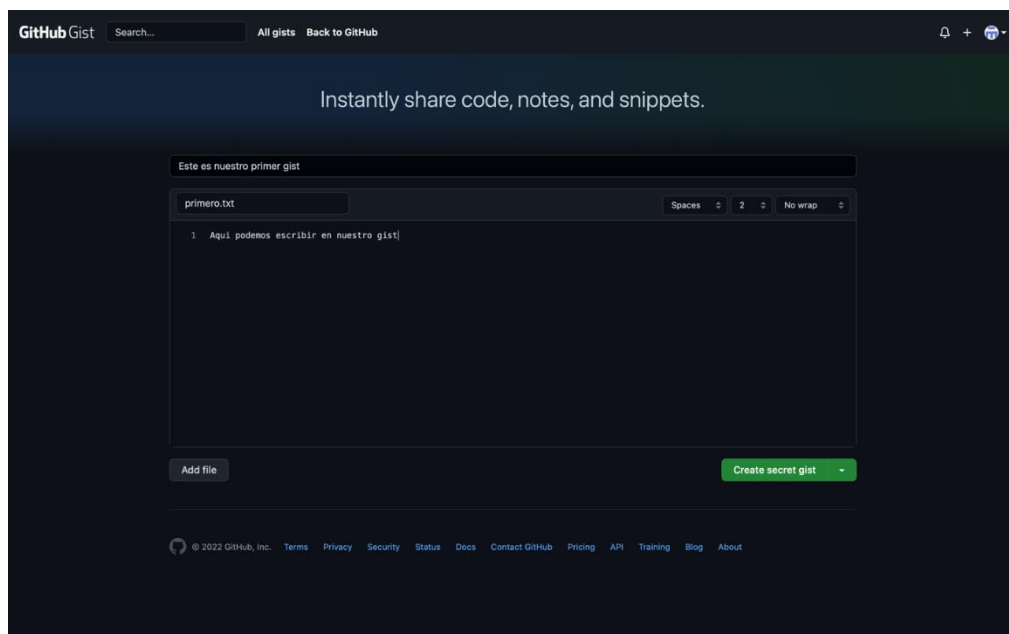 GitHub Gist Search... All gists Back to GitHub
Instantly share code, notes, and snippets.
Este es nuestro primer gist
primero.txt Spaces 2 No wrap
1 Aqui podemos escribir en nuestro gist
Add file Create secret gist
© 2022 GitHub, Inc. Terms Privacy Security Status Docs Contact GitHub Pricing API Training Blog About